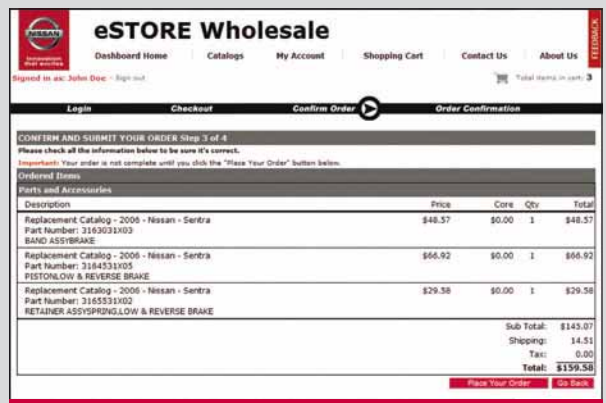 NISSAN
Innovation
that excites
eSTORE Wholesale
FEEDBACK
Dashboard Home Catalogs My Account Shopping Cart Contact Us About Us
Signed in as: John Doe - Sign out
Total items in cart: 3
Login Checkout Confirm Order Order Confirmation
CONFIRM AND SUBMIT YOUR ORDER Step 3 of 4
Please check all the information below to be sure it's correct.
Important: Your order is not complete until you click the "Place Your Order" button below.
Ordered Items
Parts and Accessories
Description Price Core Qty Total
Replacement Catalog - 2006 - Nissan - Sentra $48.57 $0.00 1 $48.57
Part Number: 3163031X03
BAND ASSYBRAKE
Replacement Catalog - 2006 - Nissan - Sentra $66.92 $0.00 1 $66.92
Part Number: 3164531X05
PISTONLOW & REVERSE BRAKE
Replacement Catalog - 2006 - Nissan - Sentra $29.58 $0.00 1 $29.58
Part Number: 3165531X02
RETAINER ASSYSPRING,LOW & REVERSE BRAKE
Sub Total: $145.07
Shipping: 14.51
Tax: 0.00
Total: $159.58
Place Your Order Go Back